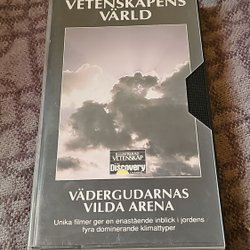 VETENSKAPENS
VÄRLD
ILLUSTRERAD
VETENSKAP
Discovery
VÄDERGUDARNAS
VILDA ARENA
Unika filmer ger en enastående inblick i jordens
fyra dominerande klimattyper